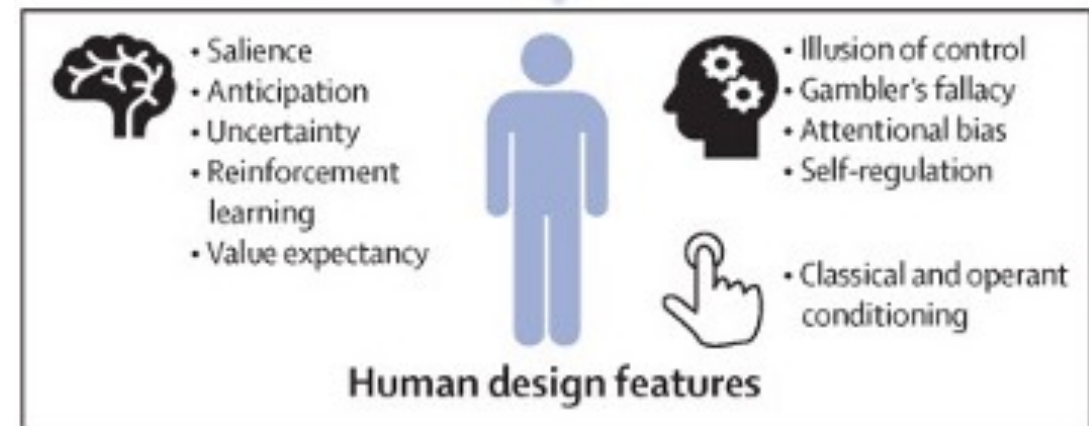 • Salience
• Anticipation
• Uncertainty
• Reinforcement
learning
• Value expectancy
• Illusion of control
• Gambler's fallacy
• Attentional bias
• Self-regulation
• Classical and operant
conditioning
Human design features